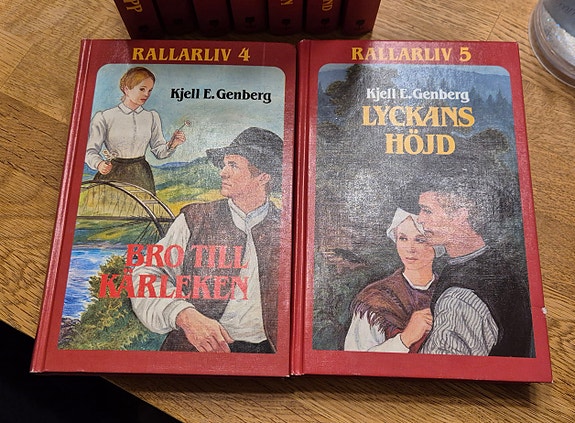 RALLARLIV 4
Kjell E. Genberg
BRO TILL
KÄRLEKEN
RALLARLIV 5
Kjell E. Genberg
LYCKANS
HÖJD